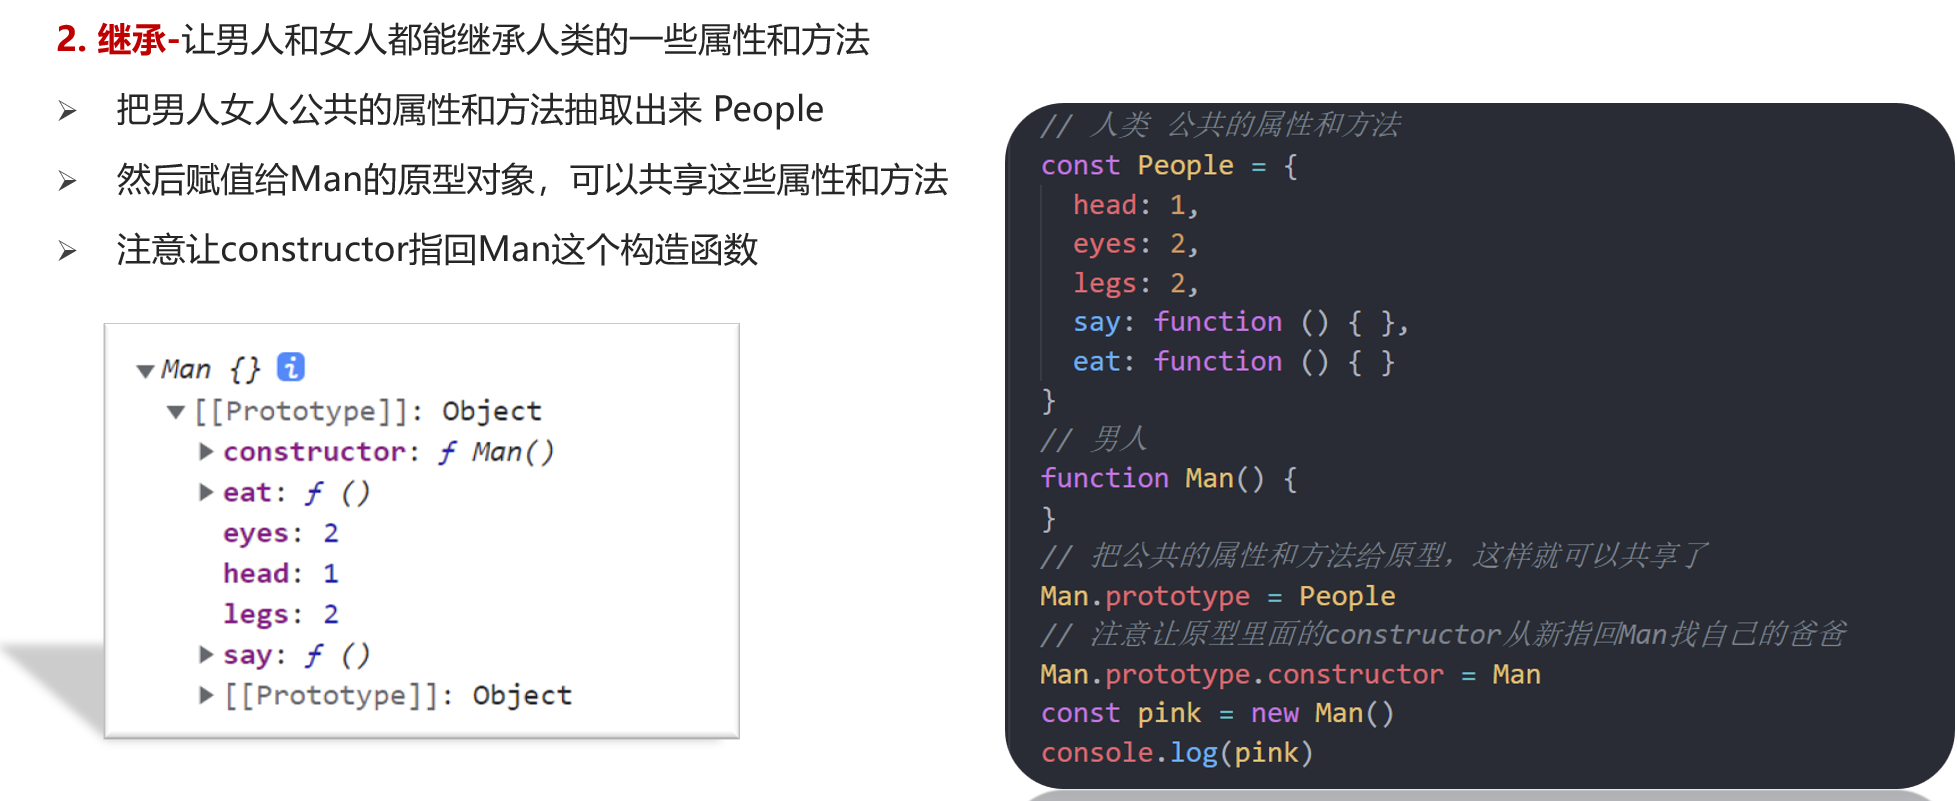 2. 继承-让男人和女人都能继承人类的一些属性和方法
➢ 把男人女人公共的属性和方法抽取出来 People
➢ 然后赋值给Man的原型对象，可以共享这些属性和方法
➢ 注意让constructor指回Man这个构造函数
▼Man {} i
▼[[Prototype]]: Object
▶constructor: ƒ Man()
▶eat: ƒ ()
eyes: 2
head: 1
legs: 2
▶say: ƒ ()
▶[[Prototype]]: Object
// 人类 公共的属性和方法
const People = {
head: 1,
eyes: 2,
legs: 2,
say: function () { },
eat: function () { }
}
// 男人
function Man() {
}
// 把公共的属性和方法给原型，这样就可以共享了
Man.prototype = People
// 注意让原型里面的constructor从新指回Man找自己的爸爸
Man.prototype.constructor = Man
const pink = new Man()
console.log(pink)